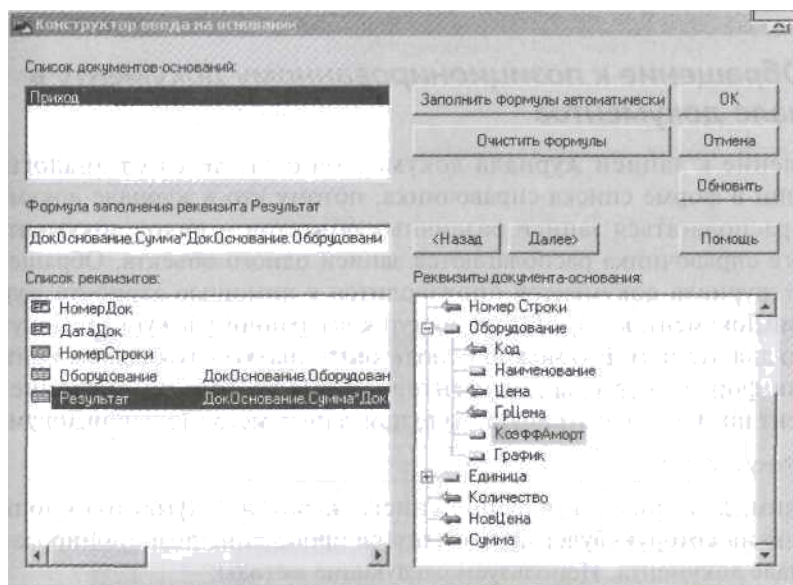 Конструктор ввода на основании
Список документов-оснований:
Приход
Заполнить формулы автоматически
ОК
Очистить формулы
Отмена
Обновить
Формула заполнения реквизита Результат
ДокОснование.Сумма*ДокОснование.Оборудовани
<Назад
Далее>
Помощь
Список реквизитов:
НомерДок
ДатаДок
НомерСтроки
Оборудование ДокОснование.Оборудован
Результат ДокОснование.Сумма*Док
Реквизиты документа-основания:
Номер Строки
Оборудование
Код
Наименование
Цена
ГрЦена
КоэффАморт
График
Единица
Количество
НовЦена
Сумма